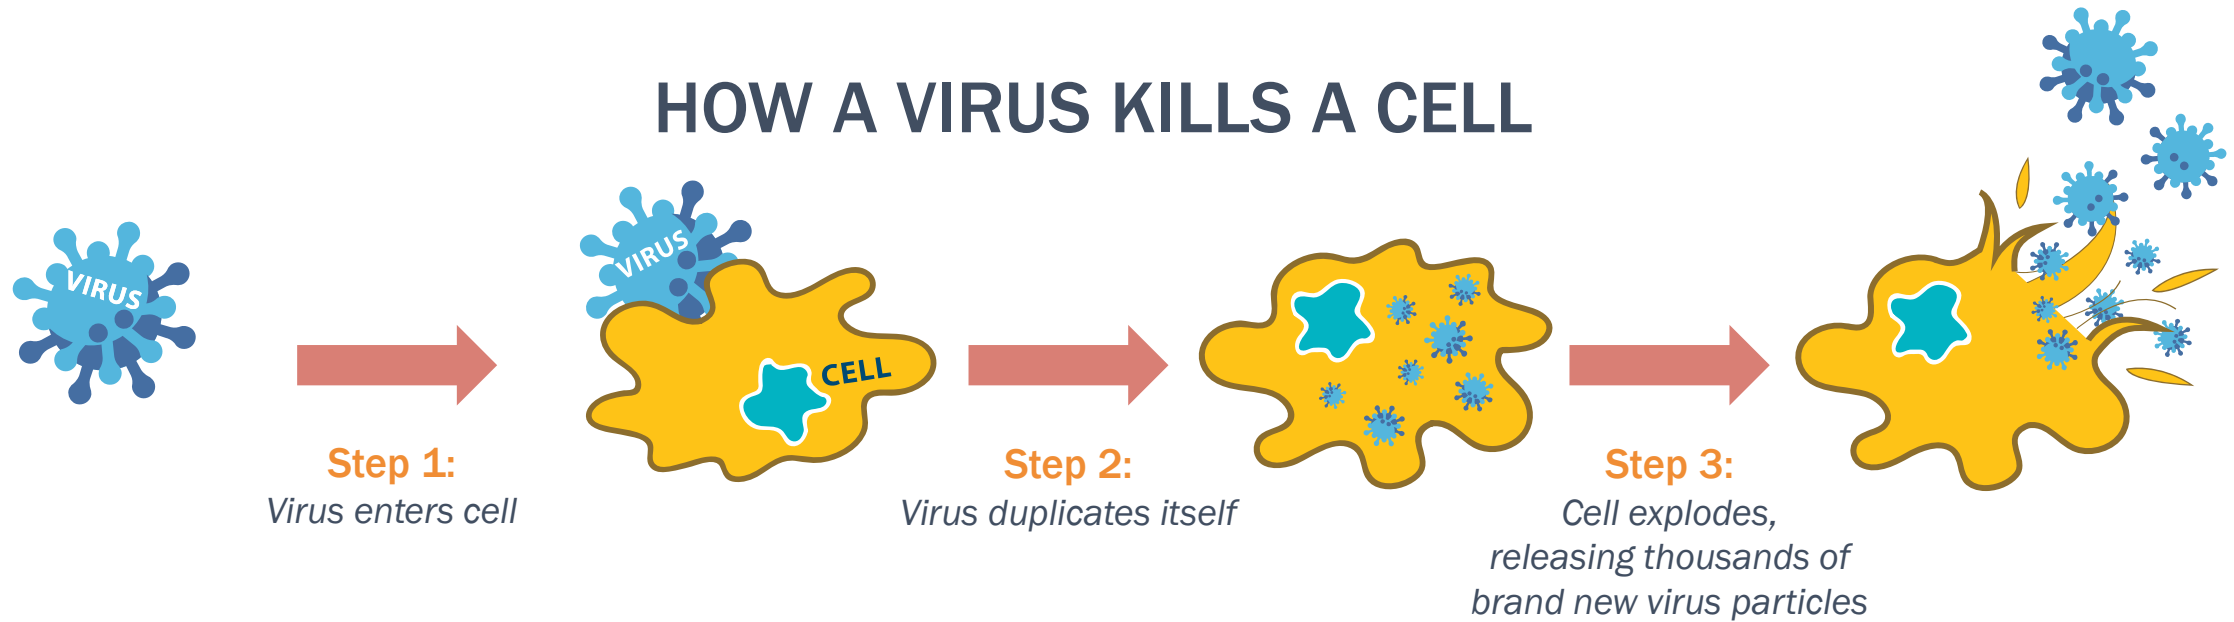 HOW A VIRUS KILLS A CELL
VIRUS
VIRUS
CELL
Step 1:
Virus enters cell
Step 2:
Virus duplicates itself
Step 3:
Cell explodes,
releasing thousands of
brand new virus particles